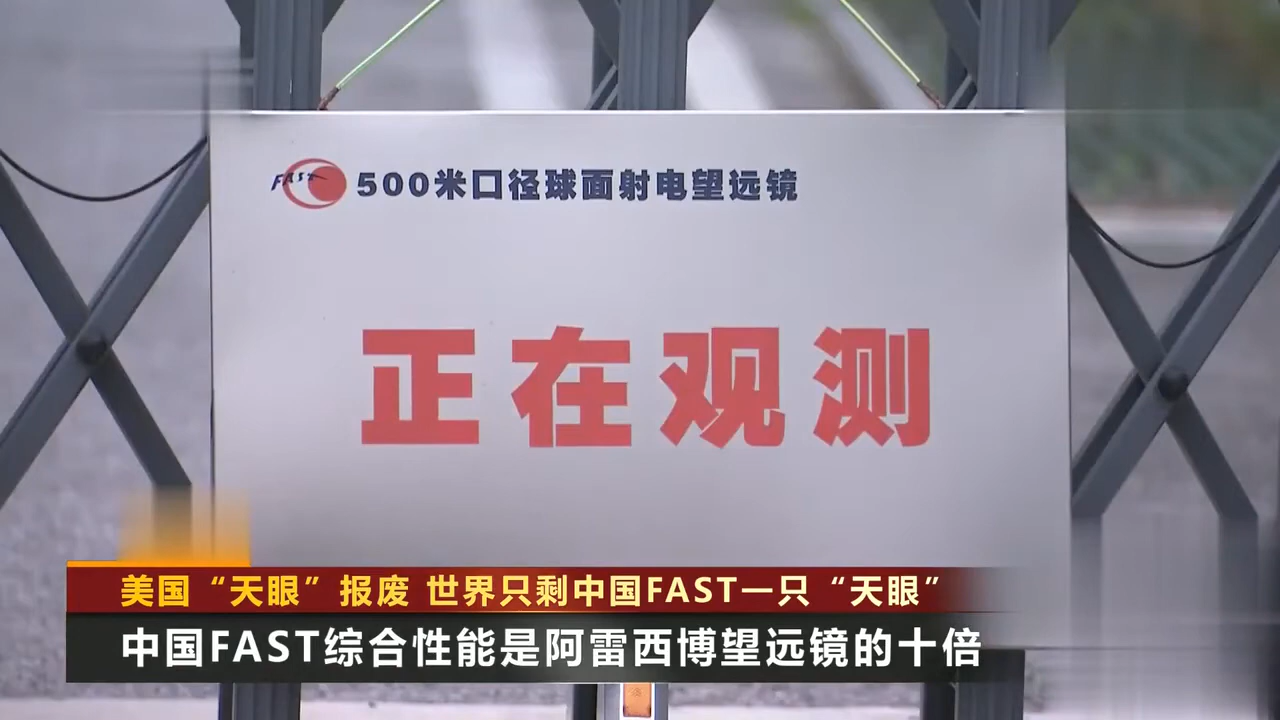 FAST 500米口径球面射电望远镜
正在观测
美国“天眼”报废 世界只剩中国FAST一只“天眼”
中国FAST综合性能是阿雷西博望远镜的十倍